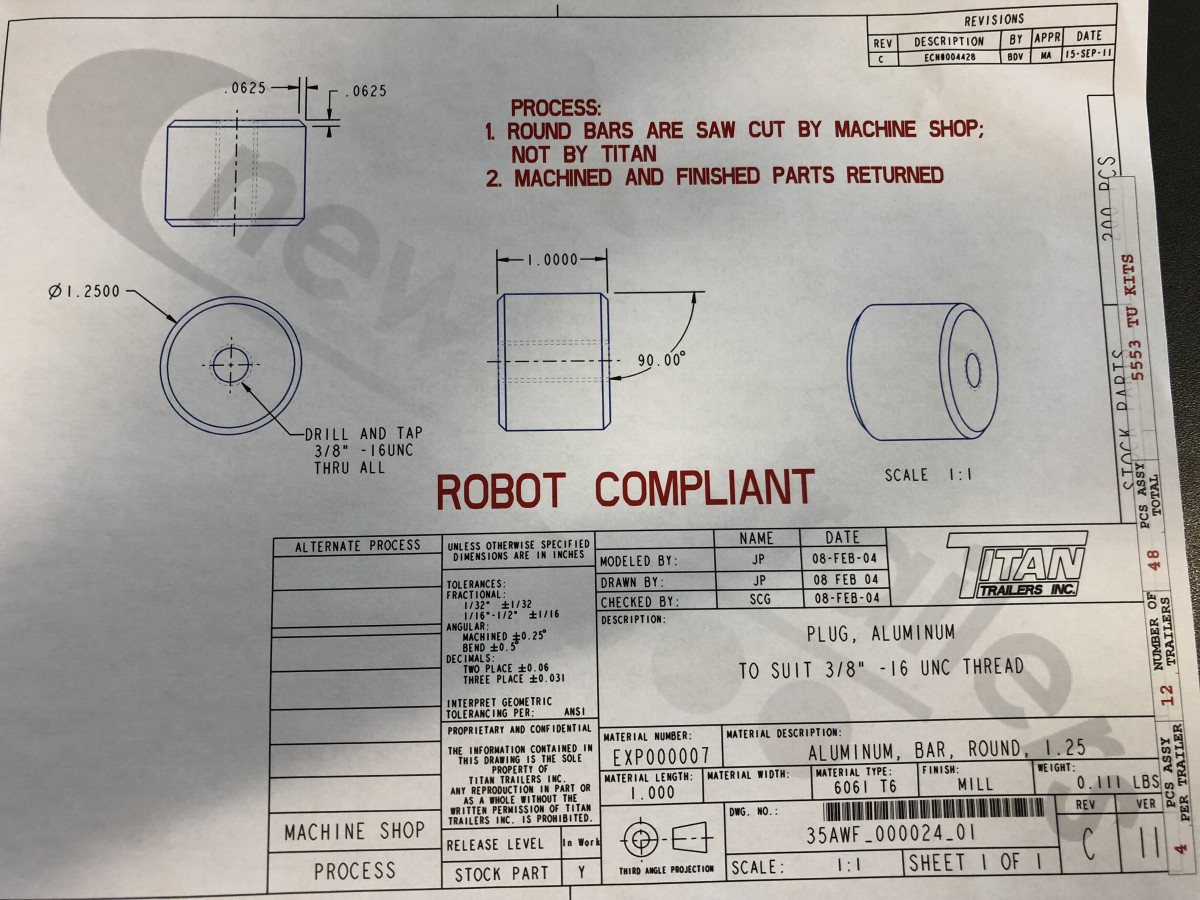 REVISIONS
REV DESCRIPTION BY APPR DATE
C ECN#004428 BDV MA 15-SEP-11
.0625
.0625
PROCESS:
1. ROUND BARS ARE SAW CUT BY MACHINE SHOP;
NOT BY TITAN
2. MACHINED AND FINISHED PARTS RETURNED
new
Ø1.2500
DRILL AND TAP
3/8" -16UNC
THRU ALL
1.0000
90.00°
SCALE 1:1
200 PCS
STOCK PARTS
5553 TU KITS
ROBOT COMPLIANT
ALTERNATE PROCESS
MACHINE SHOP
PROCESS
UNLESS OTHERWISE SPECIFIED
DIMENSIONS ARE IN INCHES
TOLERANCES:
FRACTIONAL:
1/32" ±1/32
1/16"-1/2" ±1/16
ANGULAR:
MACHINED ±0.25°
BEND ±0.5°
DECIMALS:
TWO PLACE ±0.06
THREE PLACE ±0.031
INTERPRET GEOMETRIC
TOLERANCING PER: ANSI
PROPRIETARY AND CONFIDENTIAL
THE INFORMATION CONTAINED IN
THIS DRAWING IS THE SOLE
PROPERTY OF
TITAN TRAILERS INC.
ANY REPRODUCTION IN PART OR
AS A WHOLE WITHOUT THE
WRITTEN PERMISSION OF TITAN
TRAILERS INC. IS PROHIBITED.
RELEASE LEVEL In Work
STOCK PART Y
NAME DATE
MODELED BY: JP 08-FEB-04
DRAWN BY: JP 08 FEB 04
CHECKED BY: SCG 08-FEB-04
TITAN
TRAILERS INC.
DESCRIPTION:
PLUG, ALUMINUM
TO SUIT 3/8" -16 UNC THREAD
MATERIAL NUMBER:
EXP000007
MATERIAL DESCRIPTION:
ALUMINUM, BAR, ROUND, 1.25
MATERIAL LENGTH:
1.000
MATERIAL WIDTH:
MATERIAL TYPE:
6061 T6
FINISH:
MILL
WEIGHT:
0.111 LBS
THIRD ANGLE PROJECTION
DWG. NO.:
35AWF_000024_01
REV
C
VER
11
SCALE: 1:1
SHEET 1 OF 1
4 PCS ASSY
PER TRAILER
12 NUMBER OF
TRAILERS
48 PCS ASSY
TOTAL